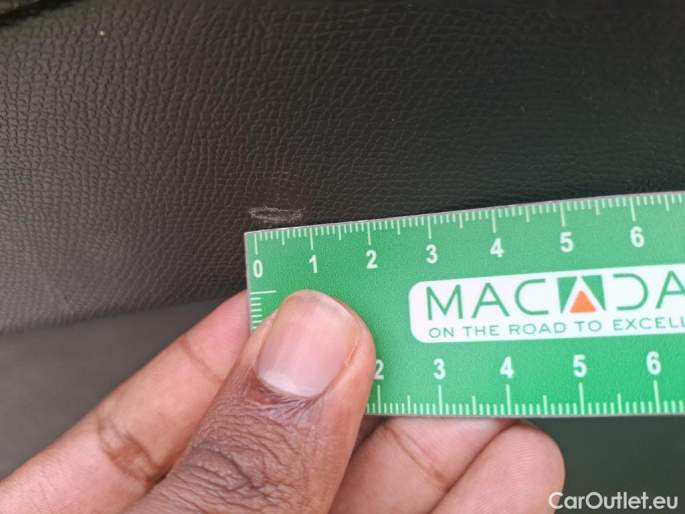 0 1 2 3 4 5 6
MACADA
ON THE ROAD TO EXCELL
2 3 4 5 6
CarOutlet.eu